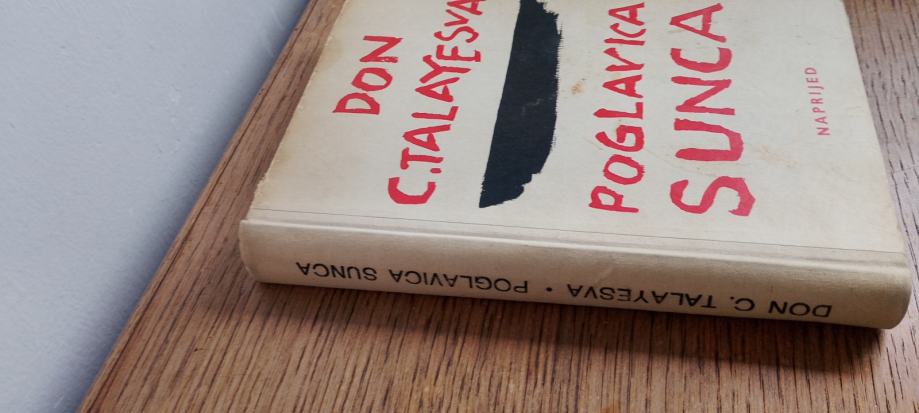 DON
C. TALAYESVA
POGLAVICA
SUNCA
NAPRIJED
DON C. TALAYESVA • POGLAVICA SUNCA